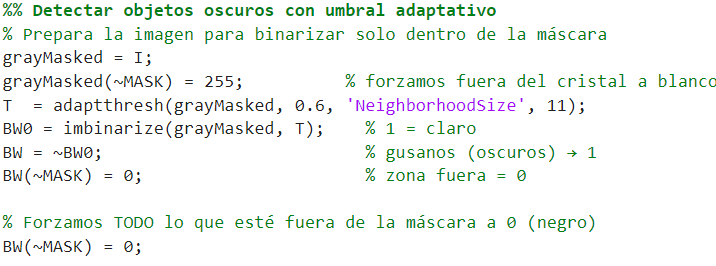 %% Detectar objetos oscuros con umbral adaptativo
% Prepara la imagen para binarizar solo dentro de la máscara
grayMasked = I;
grayMasked(~MASK) = 255;          % forzamos fuera del cristal a blanco
T  = adaptthresh(grayMasked, 0.6, 'NeighborhoodSize', 11);
BW0 = imbinarize(grayMasked, T);    % 1 = claro
BW = ~BW0;                          % gusanos (oscuros) → 1
BW(~MASK) = 0;                      % zona fuera = 0

% Forzamos TODO lo que esté fuera de la máscara a 0 (negro)
BW(~MASK) = 0;